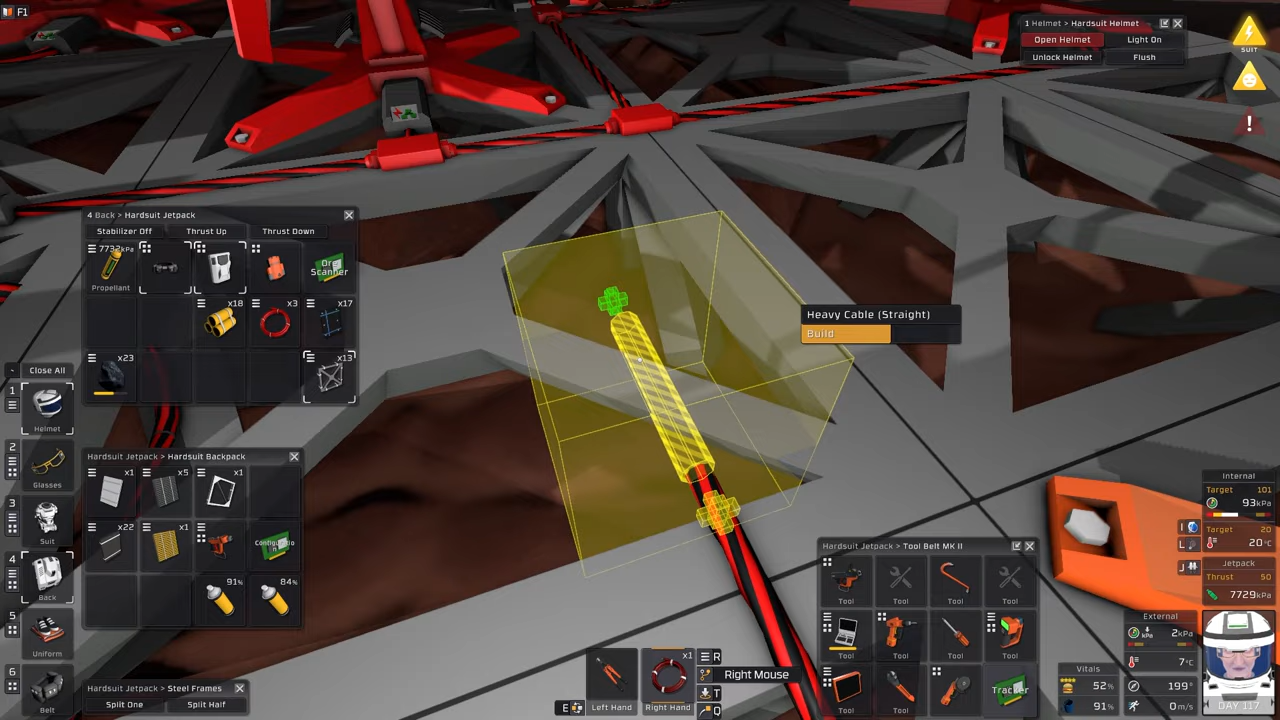 F1
1 Helmet > Hardsuit Helmet
Open Helmet
Light On
Unlock Helmet
Flush
SUIT
!
4 Back > Hardsuit Jetpack
Stabilizer Off
Thrust Up
Thrust Down
Propellant
Ore Scanner
x18
x3
x17
x23
x13
Heavy Cable (Straight)
Build
- Close All
1
Helmet
2
Glasses
3
Suit
4
Back
5
Uniform
6
Belt
Hardsuit Jetpack > Hardsuit Backpack
x1
x5
x1
x22
x1
91%
84%
Hardsuit Jetpack > Steel Frames
Split One
Split Half
E
Left Hand
x1
Right Hand
R
T
Q
Right Mouse
Hardsuit Jetpack > Tool Belt MK II
Tool
Tool
Tool
Tool
Tool
Tool
Tool
Tool
Tool
Tool
Tool
Tracker
Internal
Target 101
93kPa
Target 20
20°C
I
L
J
Jetpack
Thrust 50
7729kPa
External
2kPa
7°C
199°
0m/s
Vitals
52%
91%
DAY 117